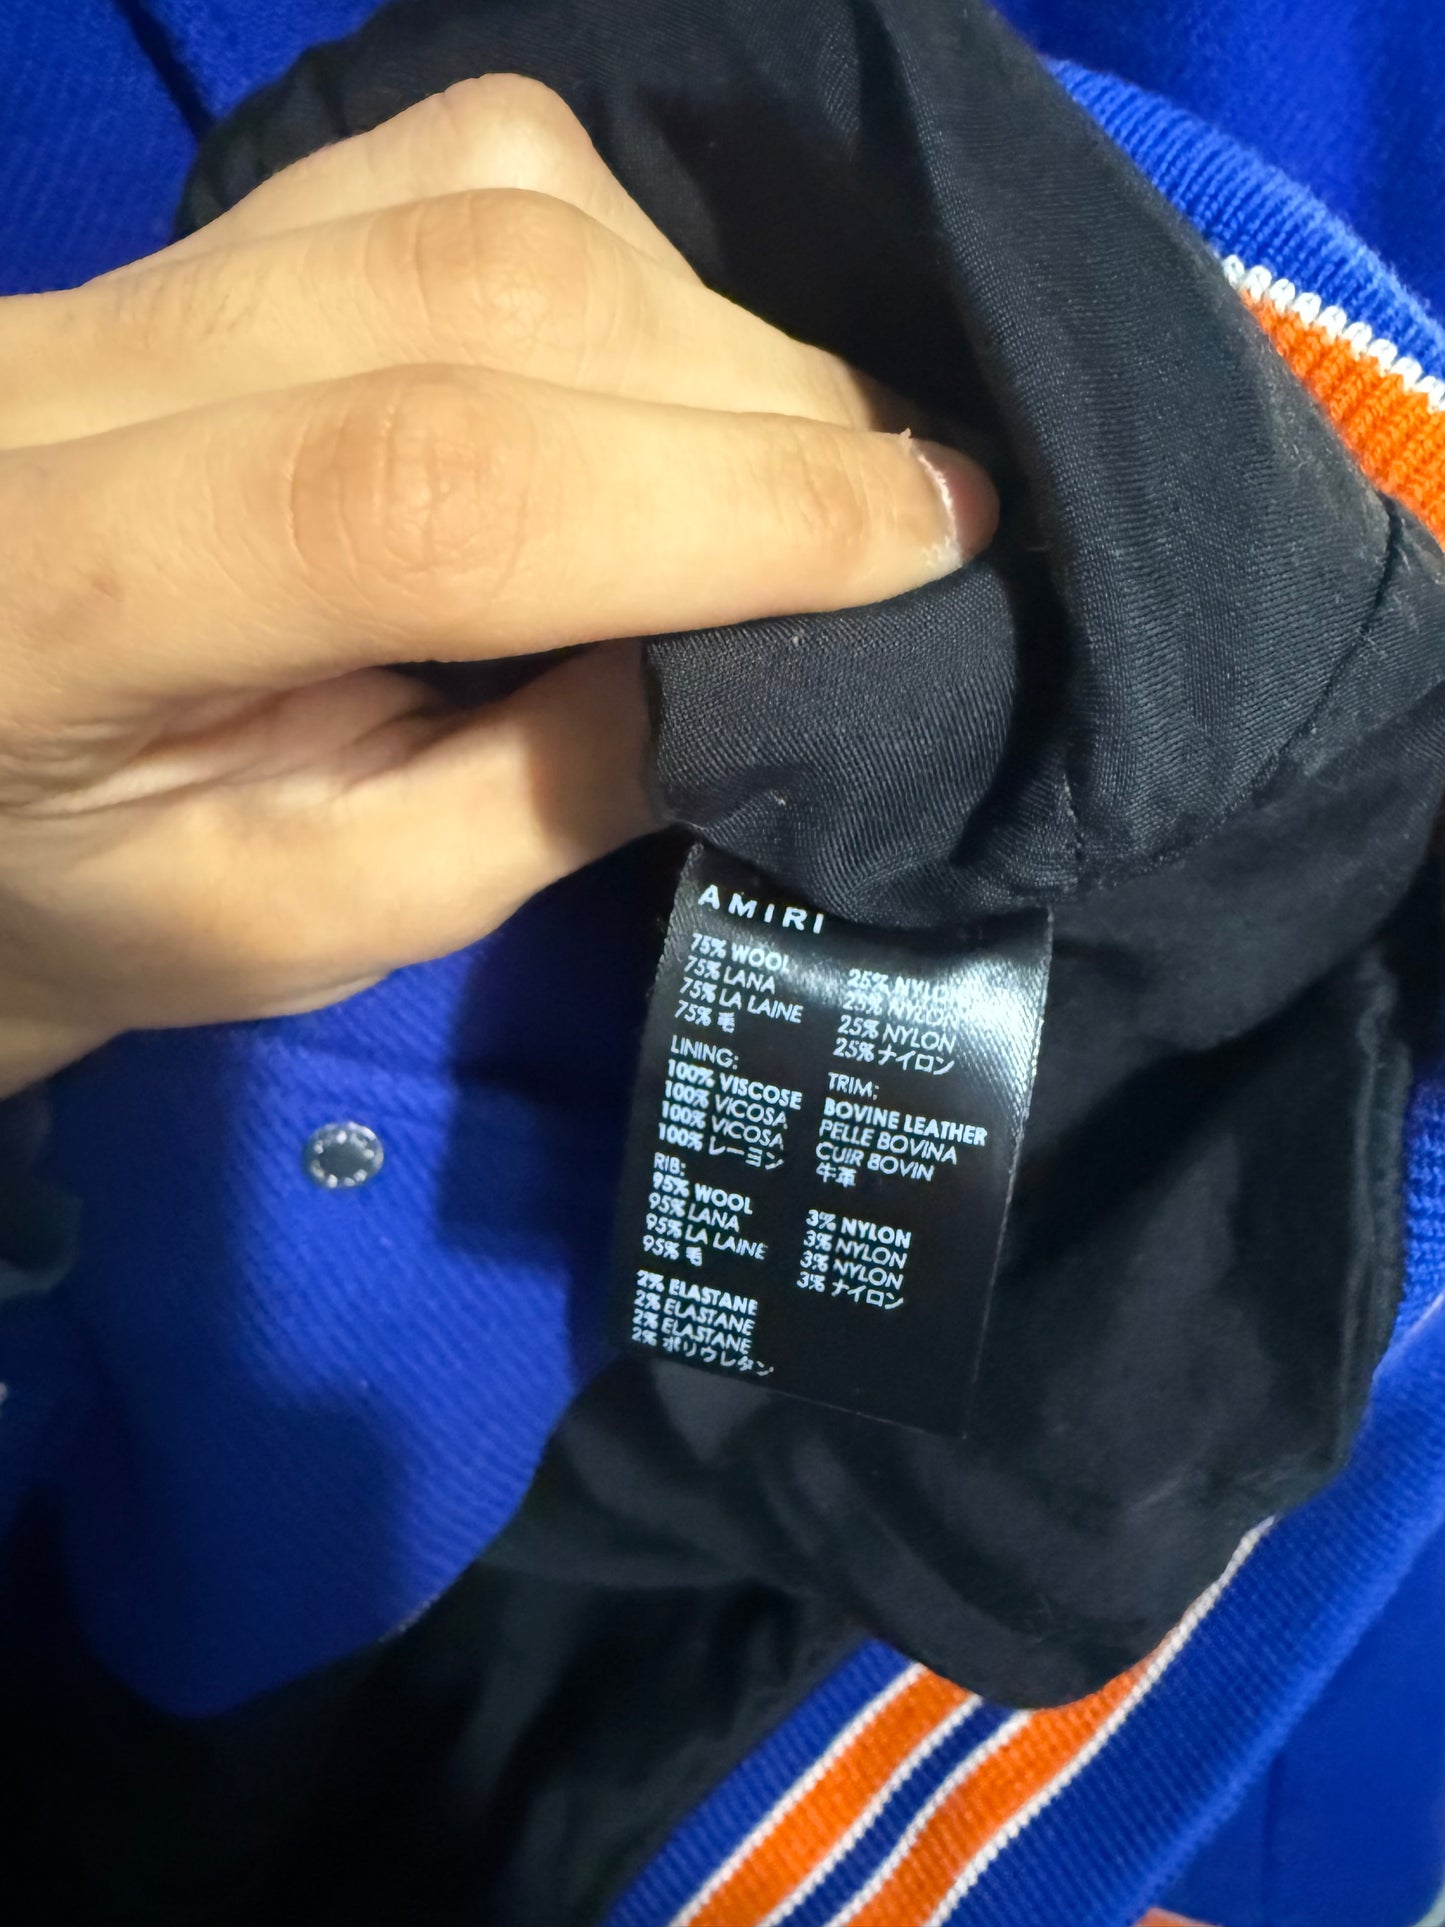 AMIRI
75% WOOL 25% NYLON
75% LANA 25% NYLON
75% LA LAINE 25% NYLON
75% 毛 25% ナイロン
LINING:
100% VISCOSE
100% VICOSA
100% VICOSA
100% レーヨン
TRIM:
BOVINE LEATHER
PELLE BOVINA
CUIR BOVIN
牛革
RIB:
95% WOOL 3% NYLON
95% LANA 3% NYLON
95% LA LAINE 3% NYLON
95% 毛 3% ナイロン
2% ELASTANE
2% ELASTANE
2% ELASTANE
2% ポリウレタン